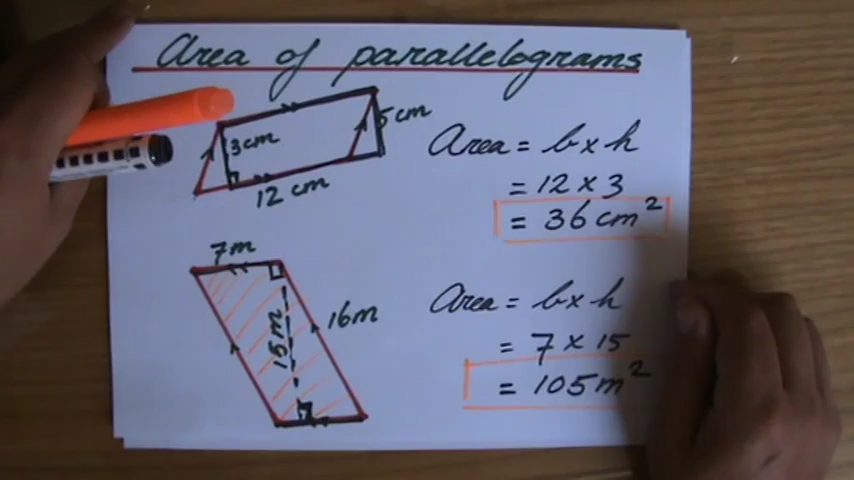 Area of parallelograms
3cm
5cm
12 cm
Area = b x h
= 12 x 3
= 36 cm²
7m
15m
16m
Area = b x h
= 7 x 15
= 105m²